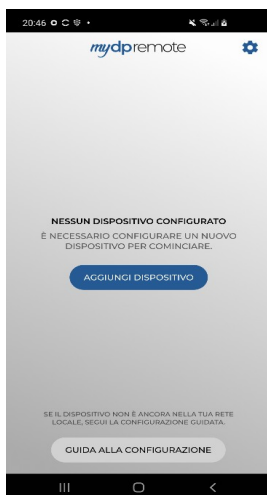 20:46
mydpremote
NESSUN DISPOSITIVO CONFIGURATO
È NECESSARIO CONFIGURARE UN NUOVO
DISPOSITIVO PER COMINCIARE.
AGGIUNGI DISPOSITIVO
SE IL DISPOSITIVO NON È ANCORA NELLA TUA RETE
LOCALE, SEGUI LA CONFIGURAZIONE GUIDATA.
GUIDA ALLA CONFIGURAZIONE